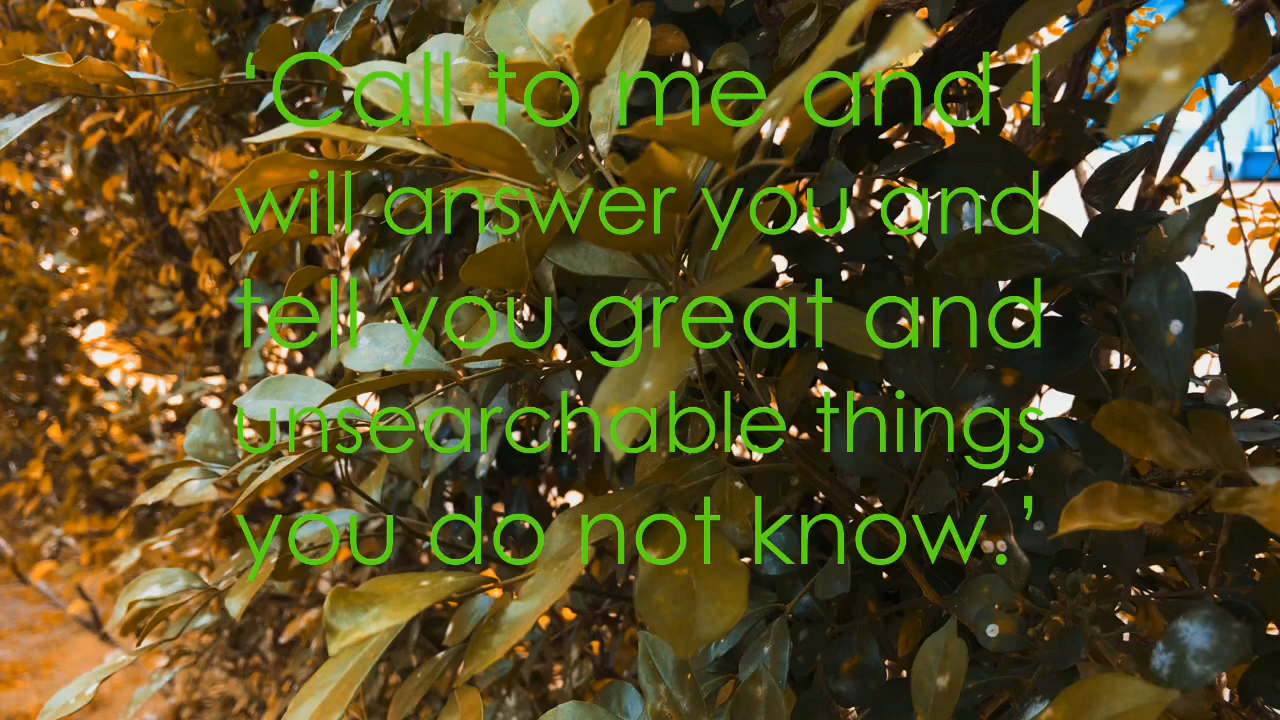 ‘Call to me and I
will answer you and
tell you great and
unsearchable things
you do not know.’